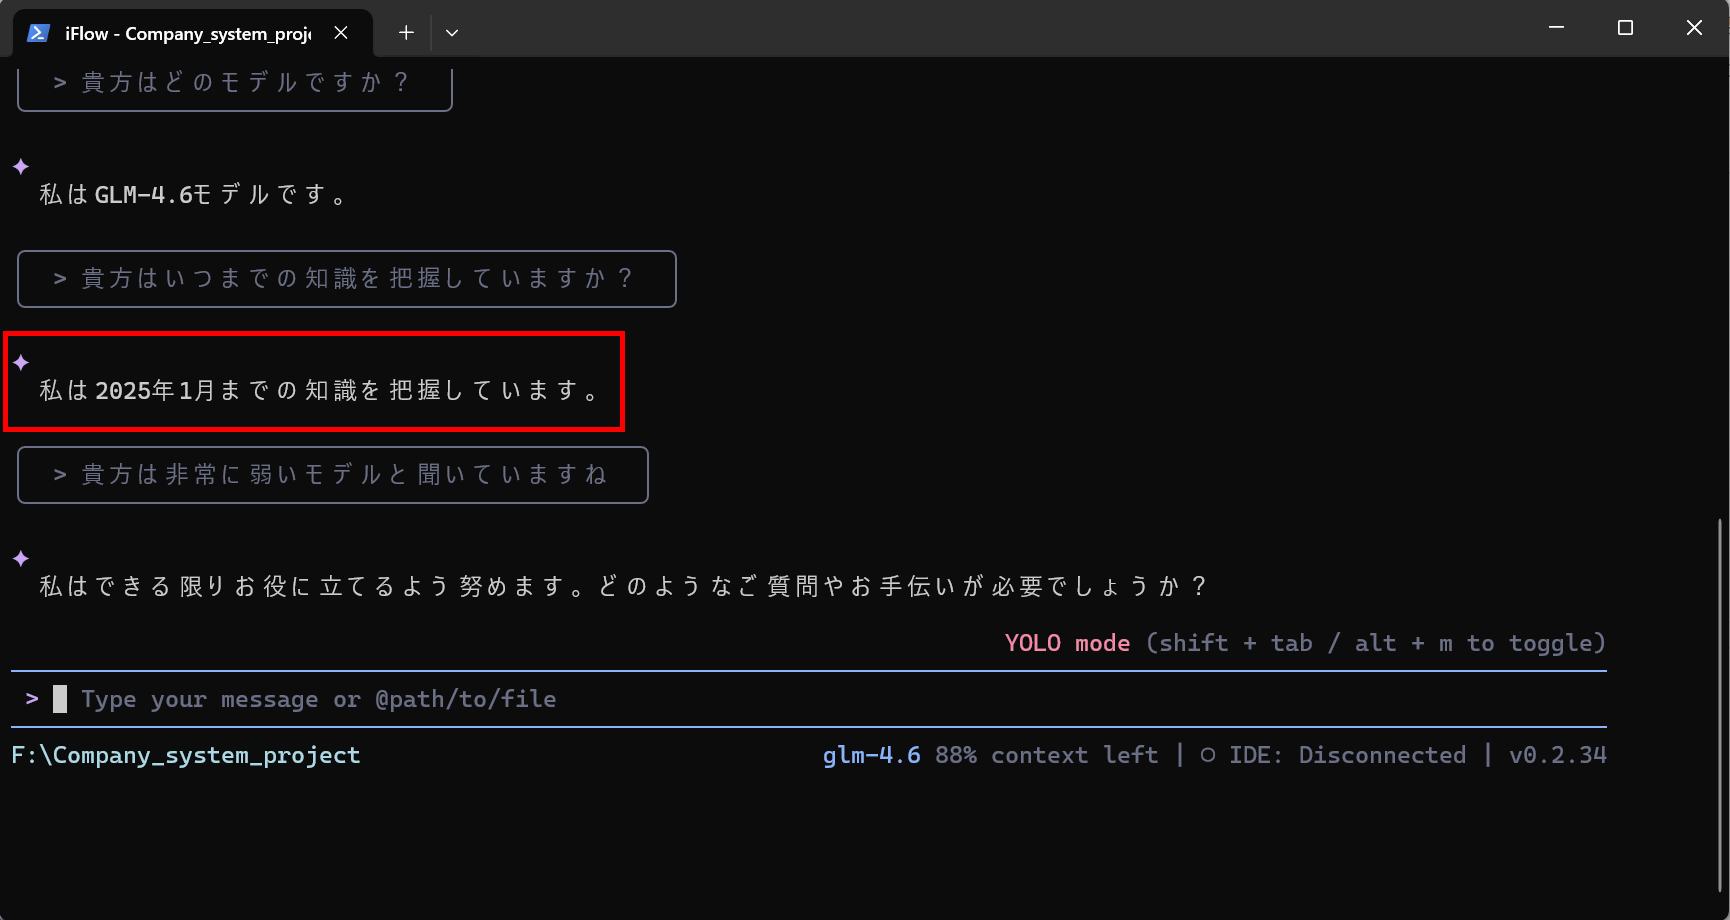 iFlow - Company_system_proj
> 貴方はどのモデルですか？
私はGLM-4.6モデルです。
> 貴方はいつまでの知識を把握していますか？
私は2025年1月までの知識を把握しています。
> 貴方は非常に弱いモデルと聞いていますね
私はできる限りお役に立てるよう努めます。どのようなご質問やお手伝いが必要でしょうか？
YOLO mode (shift + tab / alt + m to toggle)
> Type your message or @path/to/file
F:\Company_system_project glm-4.6 88% context left | ○ IDE: Disconnected | v0.2.34